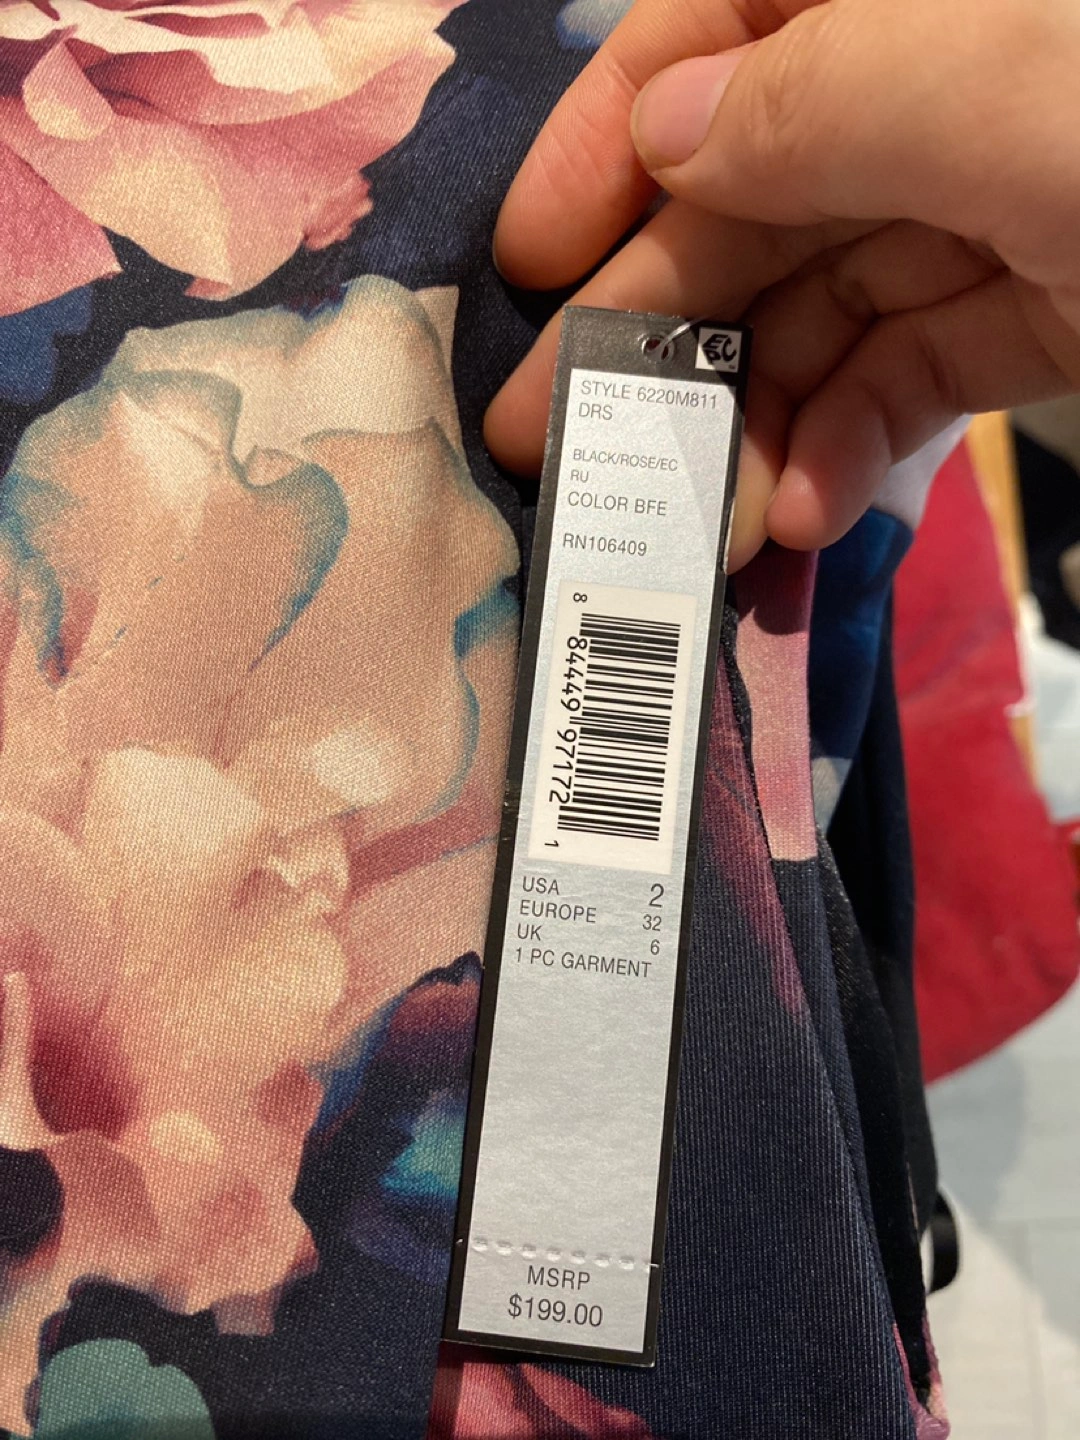 STYLE 6220M811
DRS
BLACK/ROSE/EC
RU
COLOR BFE
RN106409
8 84449 97172 1
USA 2
EUROPE 32
UK 6
1 PC GARMENT
MSRP
$199.00